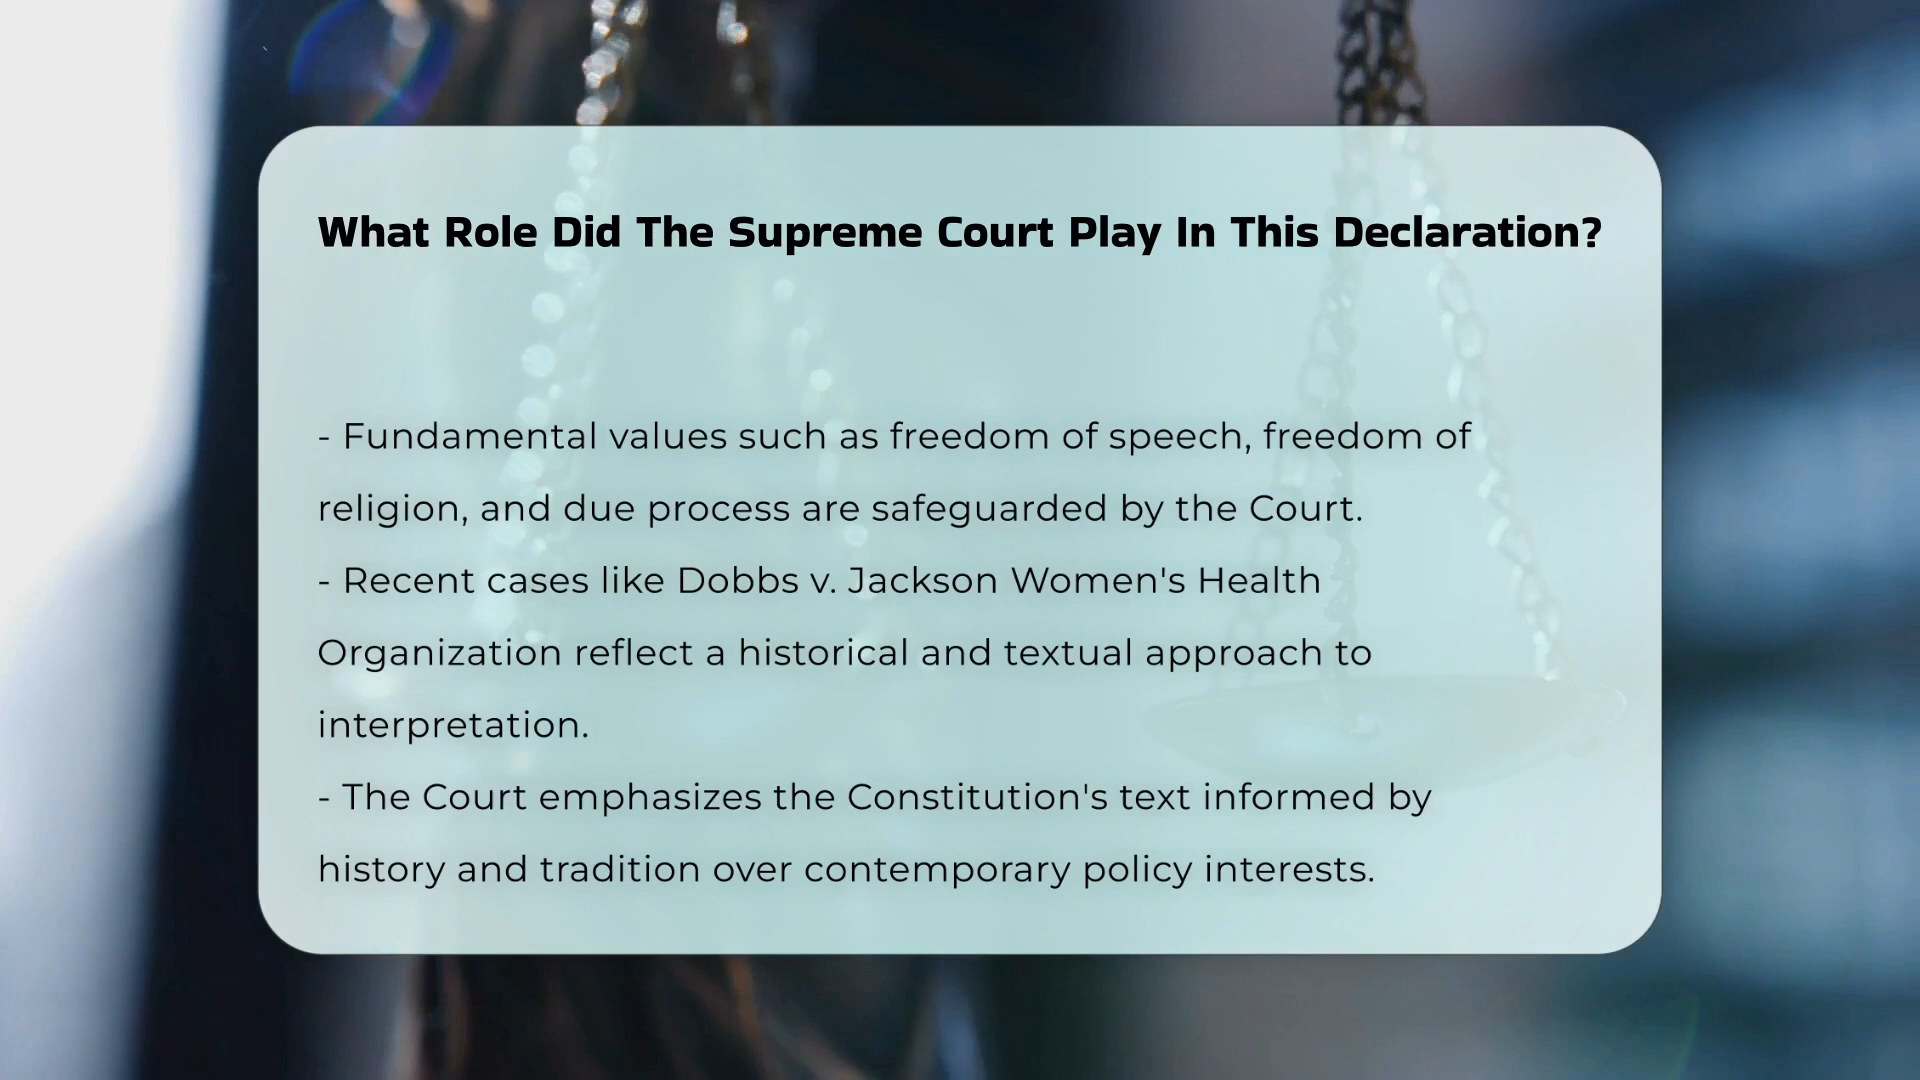 What Role Did The Supreme Court Play In This Declaration?
- Fundamental values such as freedom of speech, freedom of
religion, and due process are safeguarded by the Court.
- Recent cases like Dobbs v. Jackson Women's Health
Organization reflect a historical and textual approach to
interpretation.
- The Court emphasizes the Constitution's text informed by
history and tradition over contemporary policy interests.